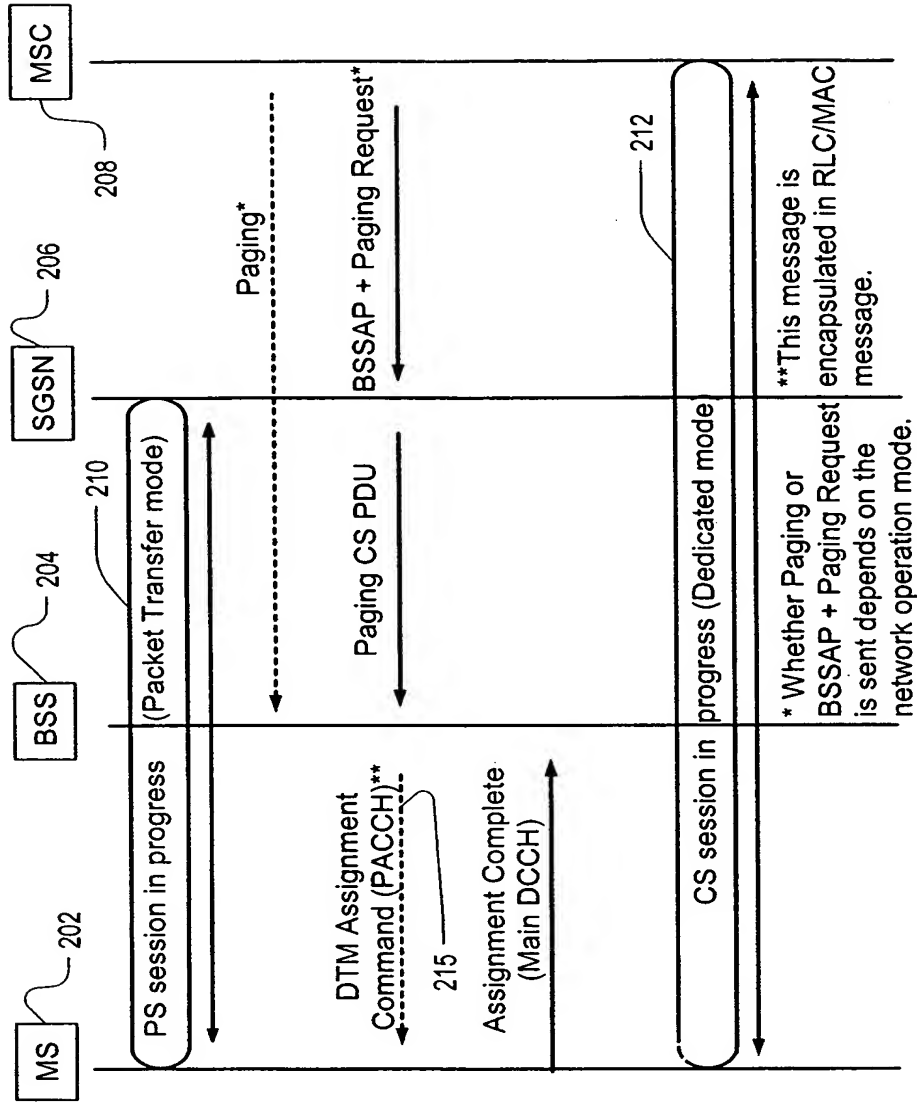 MS
202
BSS
204
SGSN
206
MSC
208
PS session in progress (Packet Transfer mode)
210
Paging*
BSSAP + Paging Request*
Paging CS PDU
DTM Assignment
Command (PACCH)**
215
Assignment Complete
(Main DCCH)
CS session in progress (Dedicated mode)
212
* Whether Paging or
BSSAP + Paging Request
is sent depends on the
network operation mode.
**This message is
encapsulated in RLC/MAC
message.